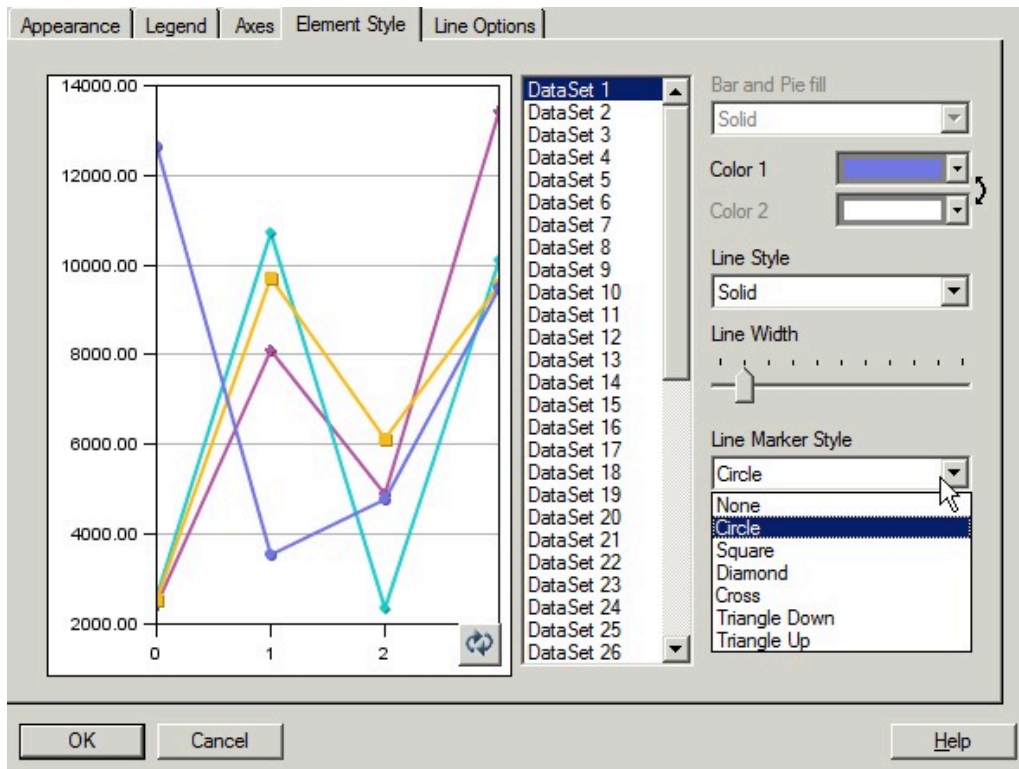 Appearance Legend Axes Element Style Line Options
14000.00
12000.00
10000.00
8000.00
6000.00
4000.00
2000.00
0 1 2
DataSet 1
DataSet 2
DataSet 3
DataSet 4
DataSet 5
DataSet 6
DataSet 7
DataSet 8
DataSet 9
DataSet 10
DataSet 11
DataSet 12
DataSet 13
DataSet 14
DataSet 15
DataSet 16
DataSet 17
DataSet 18
DataSet 19
DataSet 20
DataSet 21
DataSet 22
DataSet 23
DataSet 24
DataSet 25
DataSet 26
Bar and Pie fill
Solid
Color 1
Color 2
Line Style
Solid
Line Width
Line Marker Style
Circle
None
Circle
Square
Diamond
Cross
Triangle Down
Triangle Up
OK Cancel Help